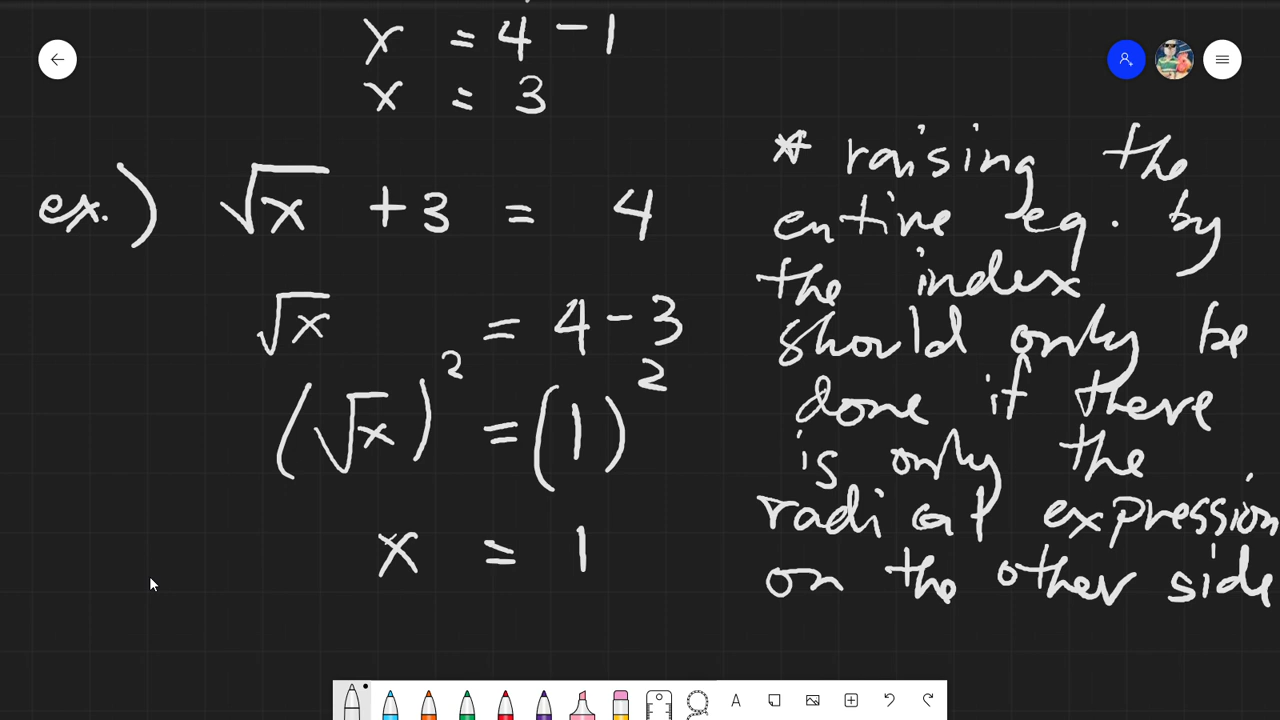 x = 4 - 1
x = 3
ex.) √x + 3 = 4
√x = 4 - 3
(√x)² = (1)²
x = 1
* raising the
entire eq. by
the index
should only be
done if there
is only the
radical expression
on the other side
A